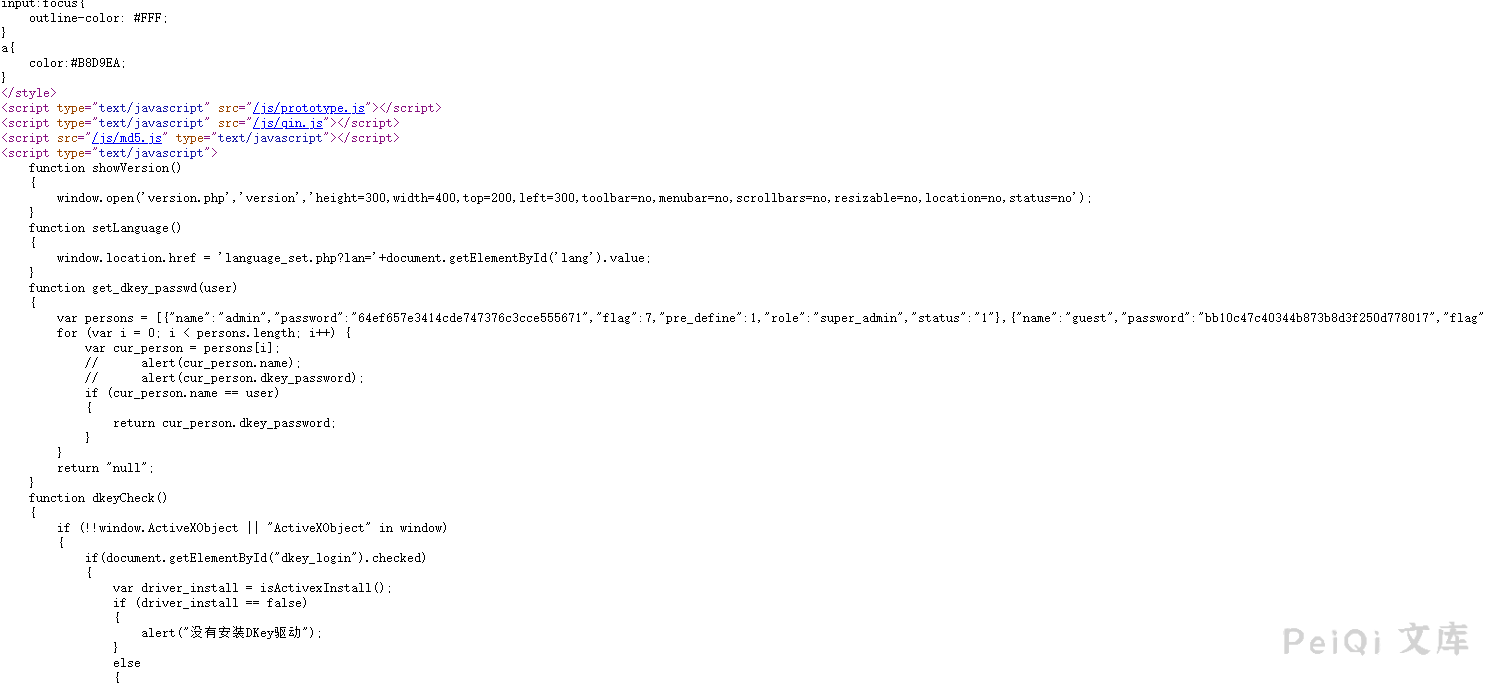 input:focus{
    outline-color: #FFF;
}
a{
    color:#B8D9EA;
}
</style>
<script type="text/javascript" src="/js/prototype.js"></script>
<script type="text/javascript" src="/js/qin.js"></script>
<script src="/js/md5.js" type="text/javascript"></script>
<script type="text/javascript">
    function showVersion()
    {
        window.open('version.php','version','height=300,width=400,top=200,left=300,toolbar=no,menubar=no,scrollbars=no,resizable=no,location=no,status=no');
    }
    function setLanguage()
    {
        window.location.href = 'language_set.php?lan='+document.getElementById('lang').value;
    }
    function get_dkey_passwd(user)
    {
        var persons = [{"name":"admin","password":"64ef657e3414cde747376c3cce555671","flag":7,"pre_define":1,"role":"super_admin","status":"1"},{"name":"guest","password":"bb10c47c40344b873b8d3f250d778017","flag"
        for (var i = 0; i < persons.length; i++) {
            var cur_person = persons[i];
            //      alert(cur_person.name);
            //      alert(cur_person.dkey_password);
            if (cur_person.name == user)
            {
                return cur_person.dkey_password;
            }
        }
        return "null";
    }
    function dkeyCheck()
    {
        if (!!window.ActiveXObject || "ActiveXObject" in window)
        {
            if(document.getElementById("dkey_login").checked)
            {
                var driver_install = isActivexInstall();
                if (driver_install == false)
                {
                    alert("没有安装DKey驱动");
                }
                else
                {
PeiQi 文库